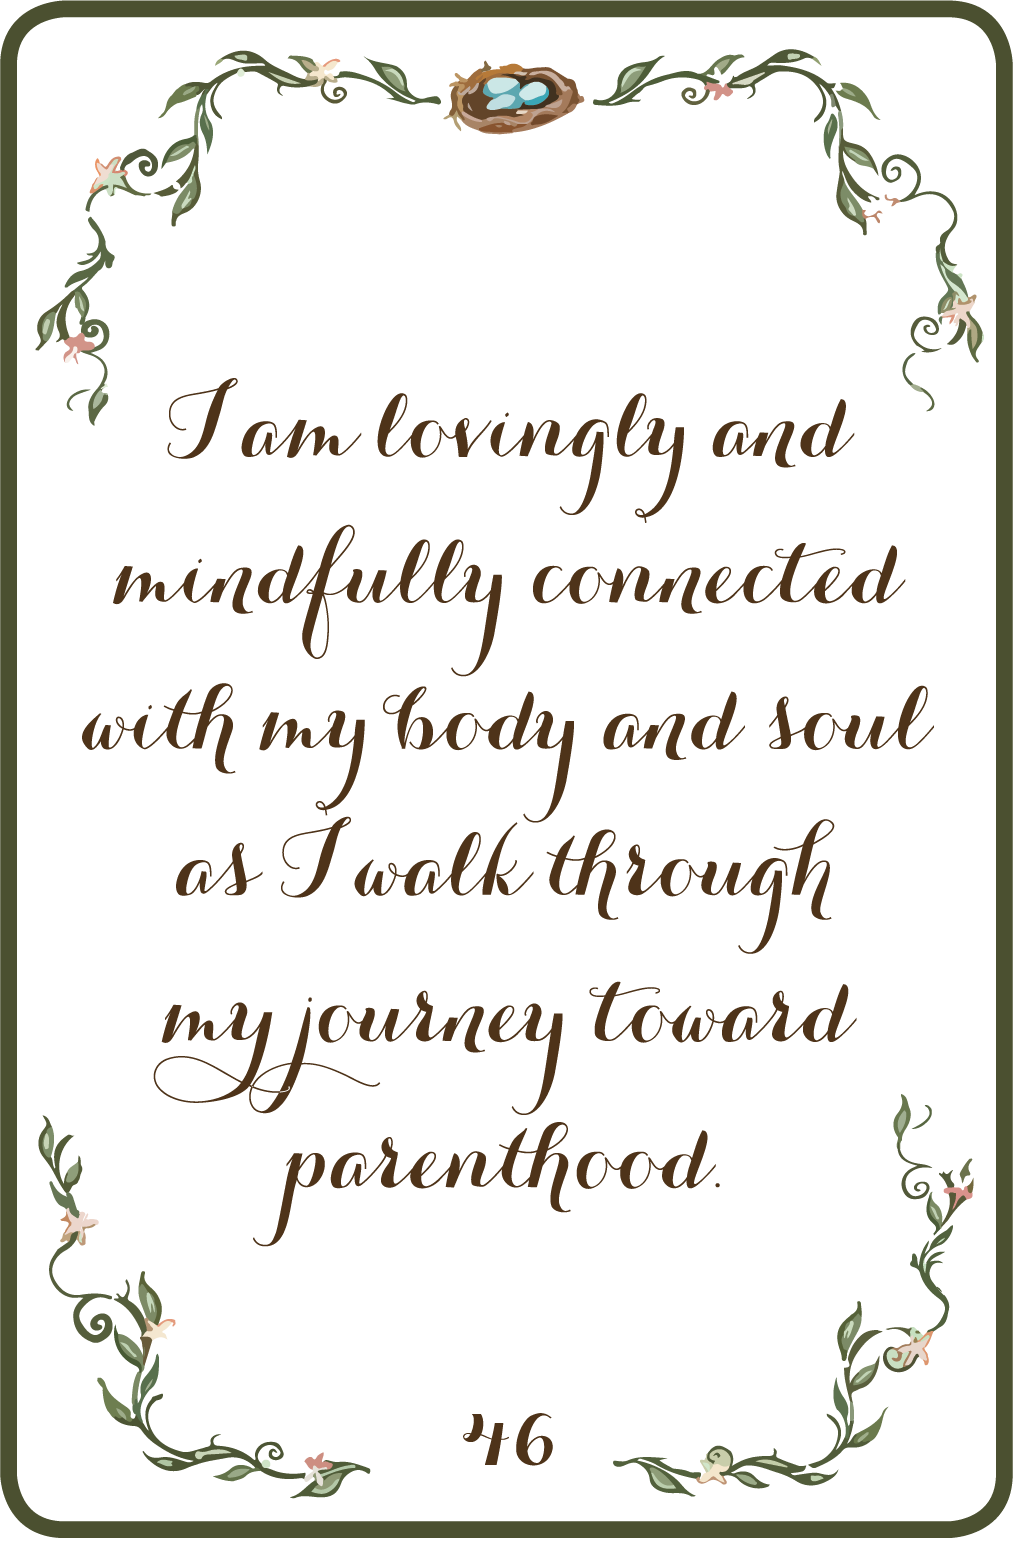 I am lovingly and
mindfully connected
with my body and soul
as I walk through
my journey toward
parenthood.
46